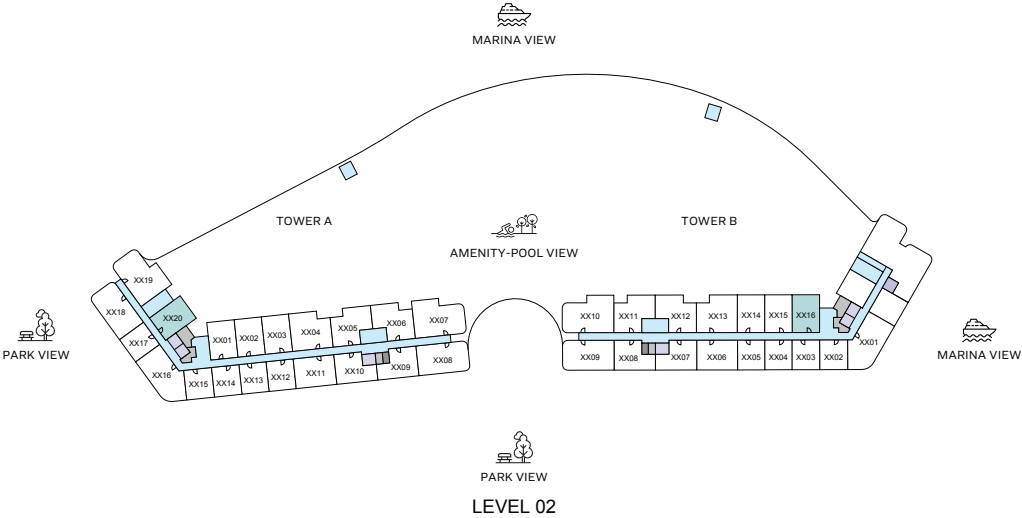 MARINA VIEW
TOWER A
TOWER B
AMENITY-POOL VIEW
XX19
XX18
XX20
XX17
XX16
XX15
XX14
XX13
XX12
XX11
XX10
XX09
XX08
XX01
XX02
XX03
XX04
XX05
XX06
XX07
XX10
XX11
XX12
XX13
XX14
XX15
XX16
XX09
XX08
XX07
XX06
XX05
XX04
XX03
XX02
XX01
PARK VIEW
MARINA VIEW
PARK VIEW
LEVEL 02